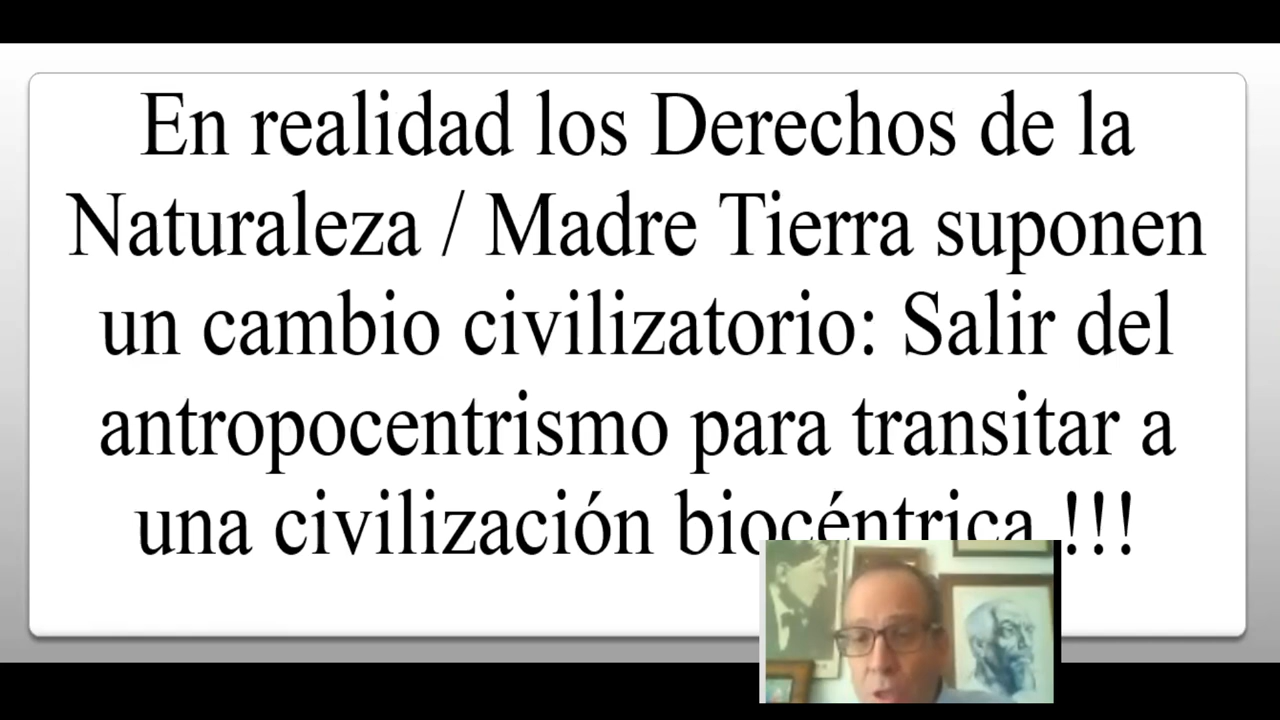 En realidad los Derechos de la
Naturaleza / Madre Tierra suponen
un cambio civilizatorio: Salir del
antropocentrismo para transitar a
una civilización biocéntrica !!!